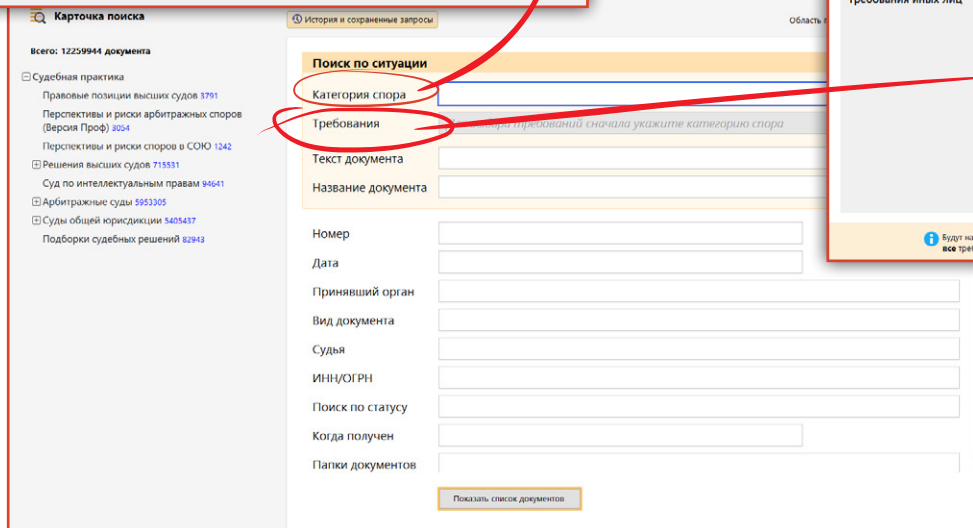 Карточка поиска
История и сохраненные запросы
Область
требования иных лиц
Всего: 12259944 документа
Судебная практика
Правовые позиции высших судов 3791
Перспективы и риски арбитражных споров
(Версия Проф) 3054
Перспективы и риски споров в СОЮ 1242
Решения высших судов 715531
Суд по интеллектуальным правам 94641
Арбитражные суды 5953305
Суды общей юрисдикции 5405437
Подборки судебных решений 82943
Поиск по ситуации
Категория спора
Требования
требований сначала укажите категорию спора
Текст документа
Название документа
Номер
Дата
Принявший орган
Вид документа
Судья
ИНН/ОГРН
Поиск по статусу
Когда получен
Папки документов
Показать список документов
Будут
все